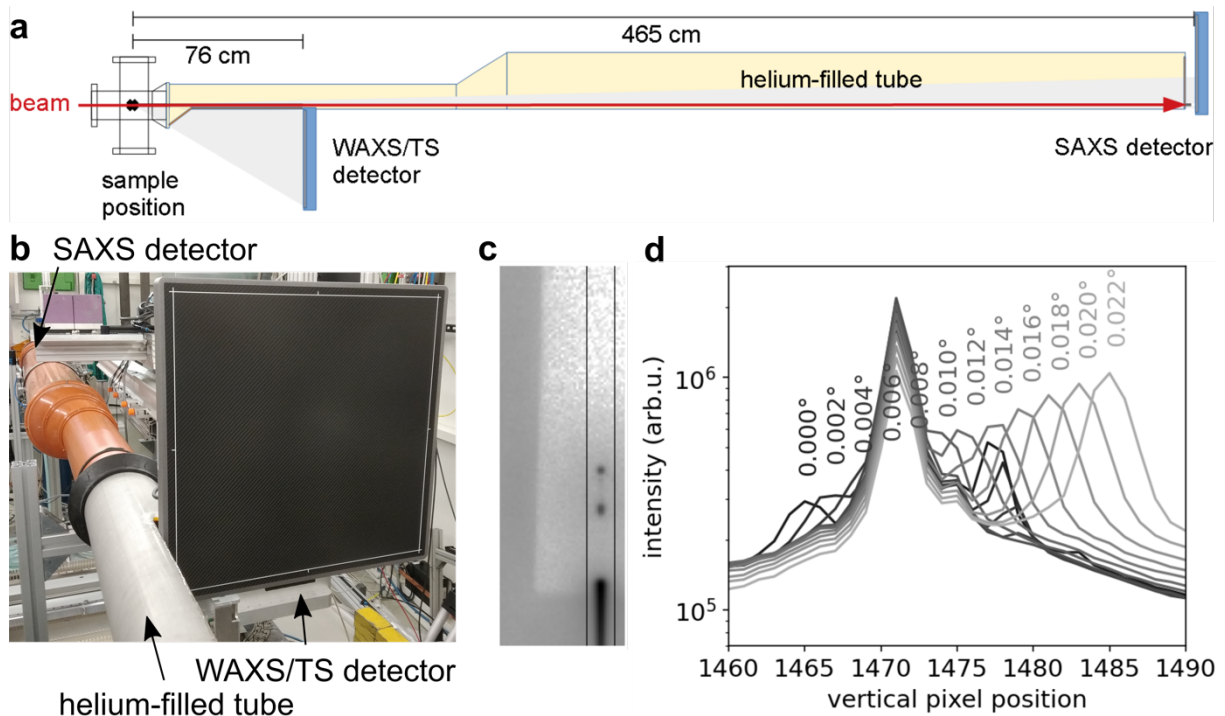 a
76 cm
465 cm
beam
helium-filled tube
sample
position
WAXS/TS
detector
SAXS detector
b
SAXS detector
WAXS/TS detector
helium-filled tube
c
d
intensity (arb.u.)
10⁶
10⁵
0.000°
0.002°
0.004°
0.006°
0.008°
0.010°
0.012°
0.014°
0.016°
0.018°
0.020°
0.022°
1460 1465 1470 1475 1480 1485 1490
vertical pixel position